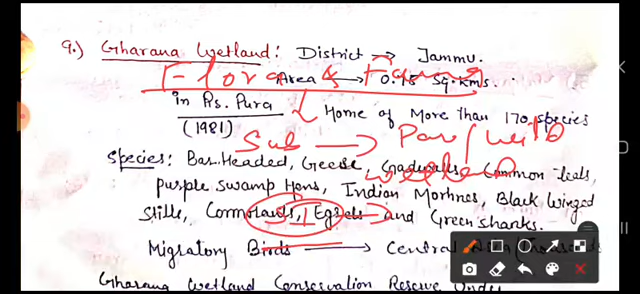 9.) Gharana Wetland: District → Jammu.
Flora & Fauna
Area → 0.75 Sq. Kms.
in Rs. Pura
(1981)
Home of More than 170 species
Sub → Par/
Species: Bar-Headed, Geese, Gadwalls, Common Teals,
purple swamp Hens, Indian Morhnes, Black winged
stills, Cormorants, Egrets and Green shanks.
Migratory Birds → Central
Gharana Wetland Conservation Reserve Under